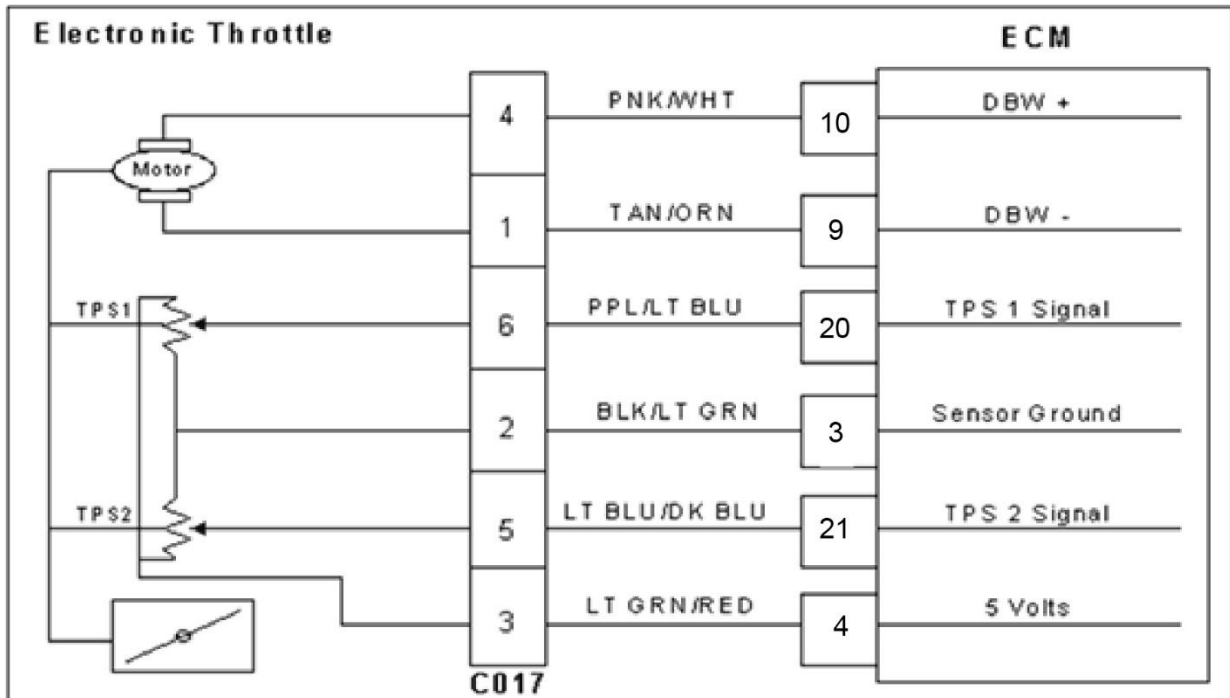 Electronic Throttle
ECM
4 PNK/WHT 10 DBW +
Motor
1 TAN/ORN 9 DBW -
TPS1 6 PPL/LT BLU 20 TPS 1 Signal
2 BLK/LT GRN 3 Sensor Ground
TPS2 5 LT BLU/DK BLU 21 TPS 2 Signal
3 LT GRN/RED 4 5 Volts
C017